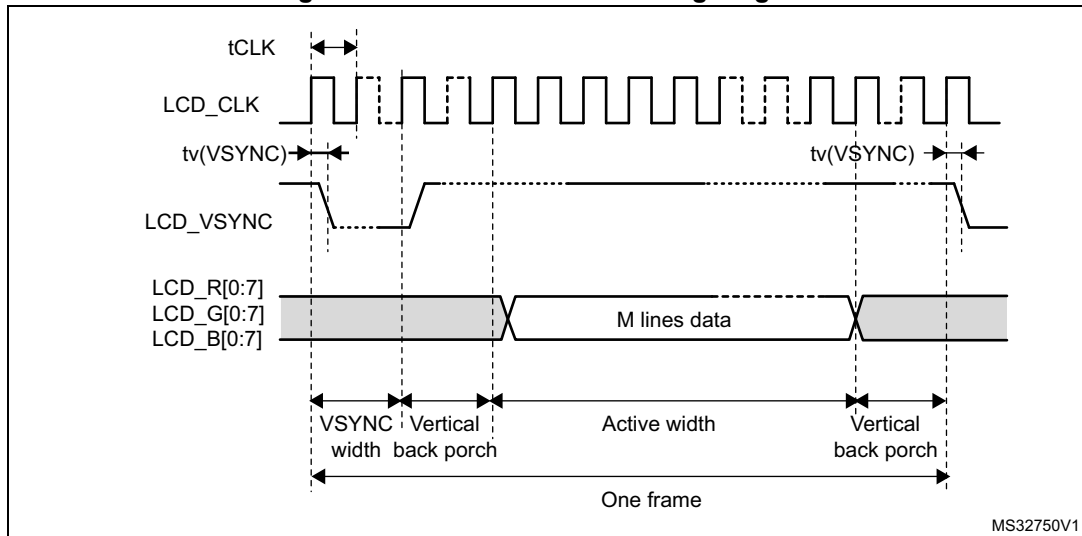 tCLK
LCD_CLK
tv(VSYNC)
tv(VSYNC)
LCD_VSYNC
LCD_R[0:7]
LCD_G[0:7]
LCD_B[0:7]
M lines data
VSYNC width
Vertical back porch
Active width
Vertical back porch
One frame
MS32750V1